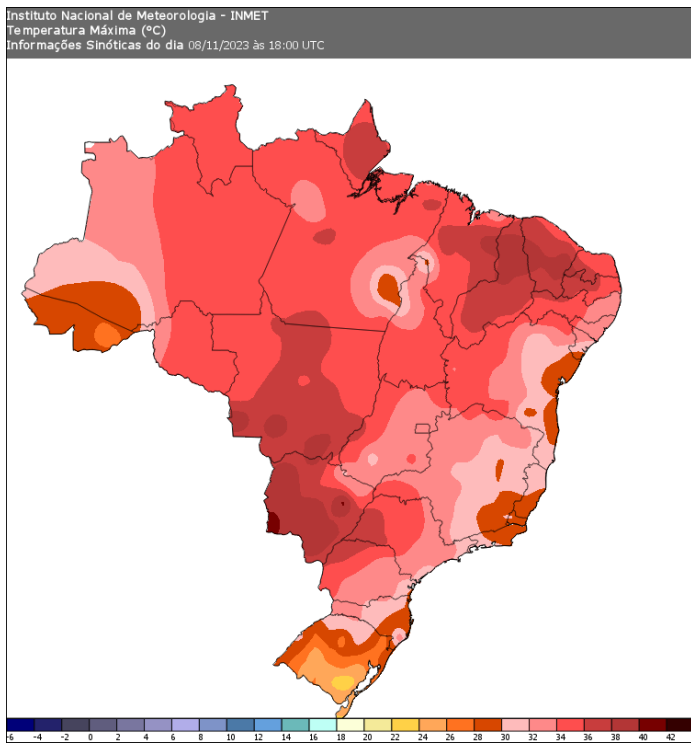 Instituto Nacional de Meteorologia - INMET
Temperatura Máxima (°C)
Informações Sinóticas do dia 08/11/2023 às 18:00 UTC
-6 -4 -2 0 2 4 6 8 10 12 14 16 18 20 22 24 26 28 30 32 34 36 38 40 42